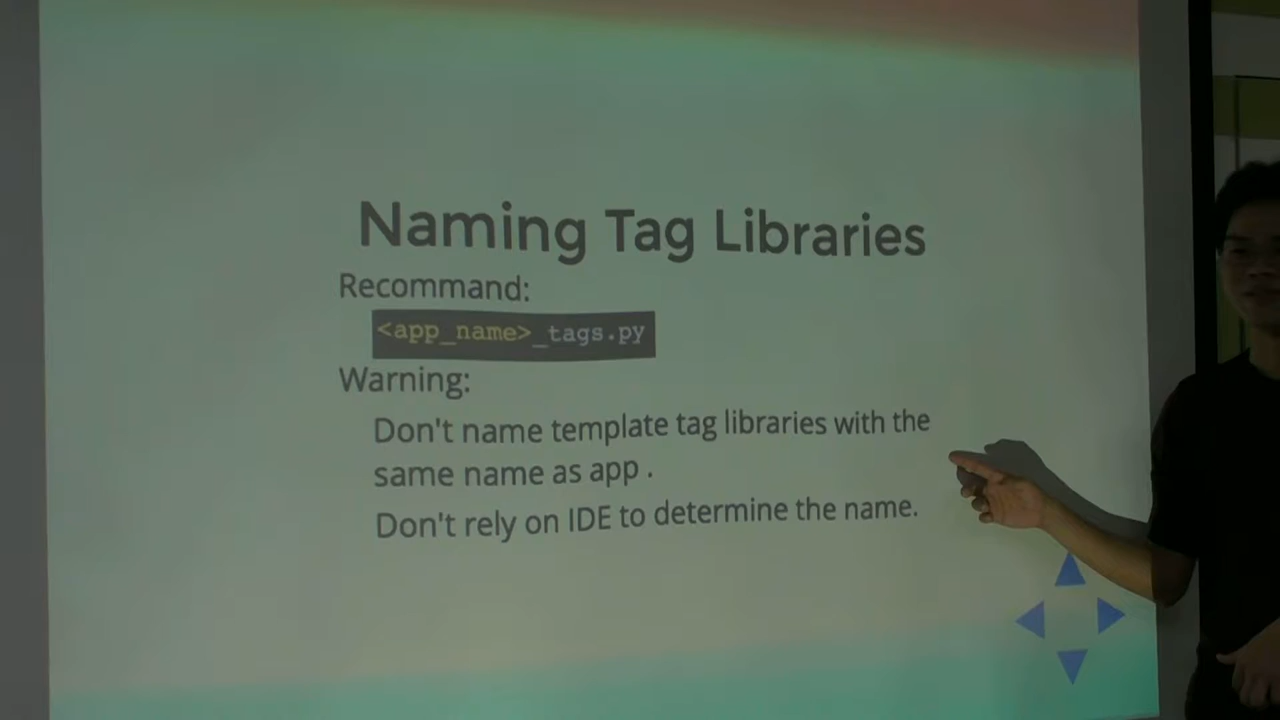 Naming Tag Libraries
Recommand:
<app_name>_tags.py
Warning:
Don't name template tag libraries with the
same name as app .
Don't rely on IDE to determine the name.